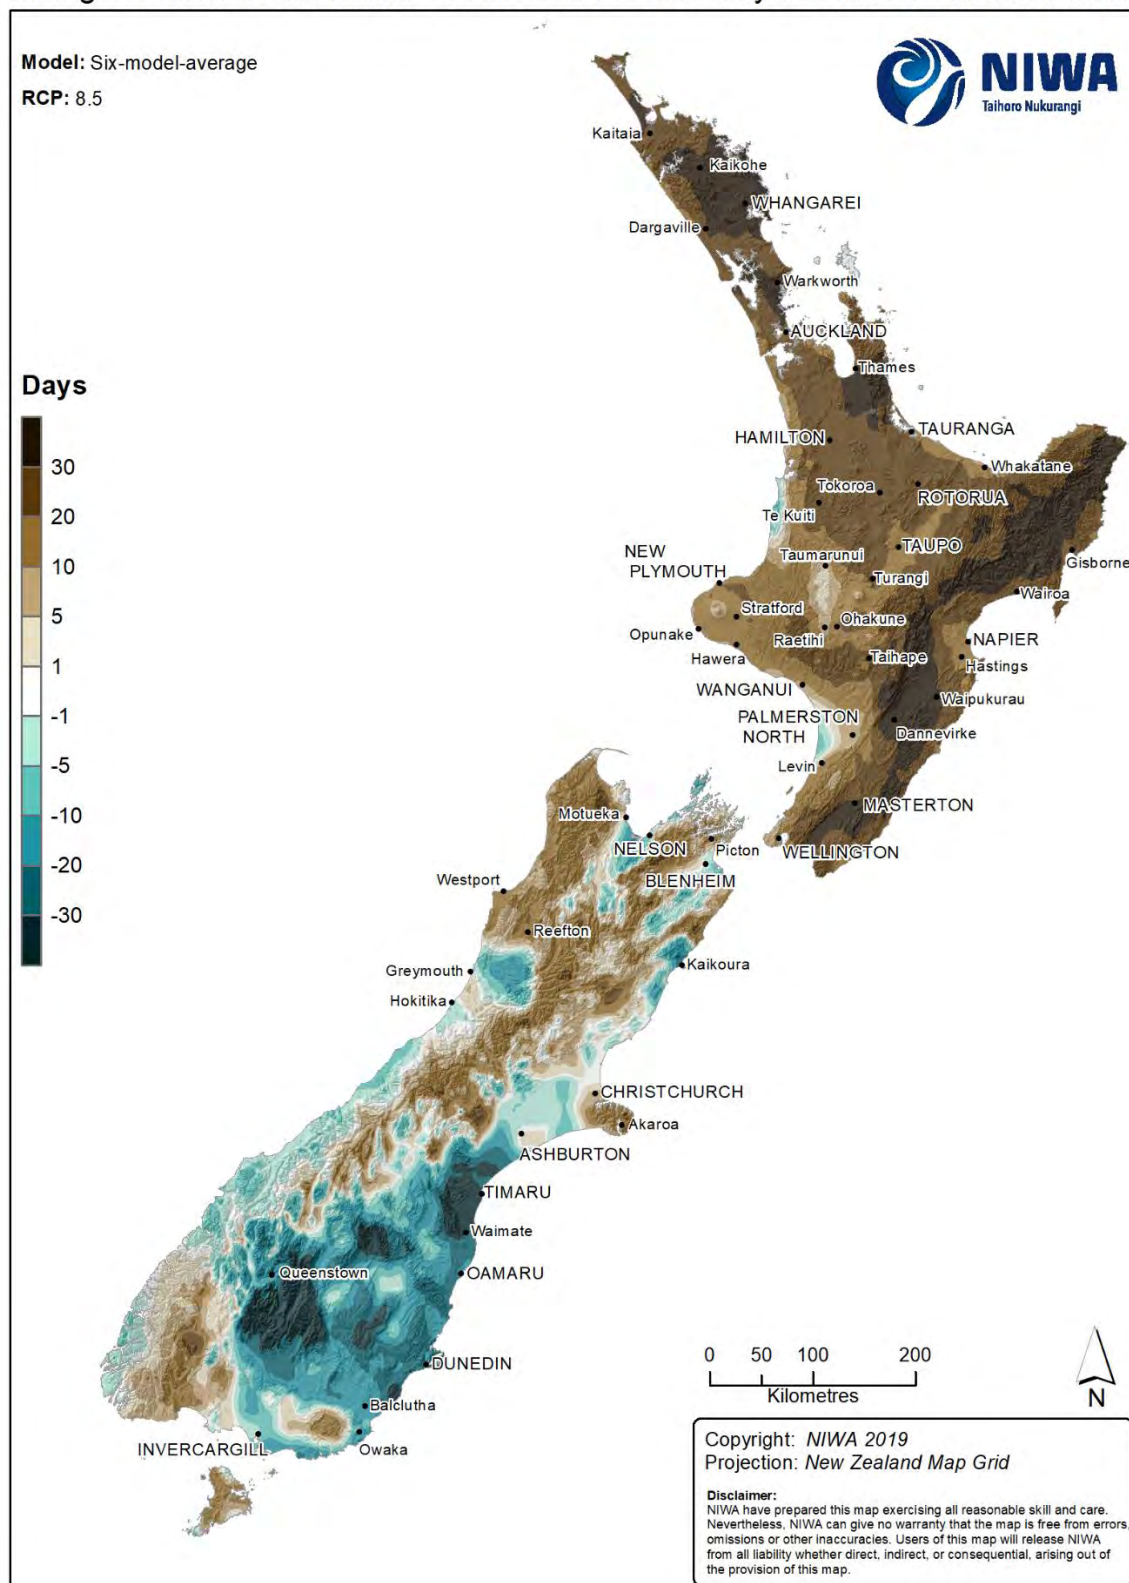 Model: Six-model-average
RCP: 8.5
NIWA
Taihoro Nukurangi
Kaitaia
Kaikohe
WHANGAREI
Dargaville
Warkworth
AUCKLAND
Thames
Days
30
20
10
5
1
-1
-5
-10
-20
-30
HAMILTON
TAURANGA
Whakatane
Tokoroa
ROTORUA
Te Kuiti
TAUPO
Taumarunui
Gisborne
NEW
PLYMOUTH
Turangi
Wairoa
Stratford
Ohakune
Opunake
Raetihi
NAPIER
Hawera
Taihape
Hastings
WANGANUI
Waipukurau
PALMERSTON
NORTH
Dannevirke
Levin
MASTERTON
Motueka
NELSON
Picton
WELLINGTON
BLENHEIM
Westport
Reefton
Greymouth
Kaikoura
Hokitika
CHRISTCHURCH
Akaroa
ASHBURTON
TIMARU
Waimate
Queenstown
OAMARU
DUNEDIN
Balclutha
INVERCARGILL
Owaka
0 50 100 200
Kilometres
N
Copyright: NIWA 2019
Projection: New Zealand Map Grid
Disclaimer:
NIWA have prepared this map exercising all reasonable skill and care.
Nevertheless, NIWA can give no warranty that the map is free from errors,
omissions or other inaccuracies. Users of this map will release NIWA
from all liability whether direct, indirect, or consequential, arising out of
the provision of this map.